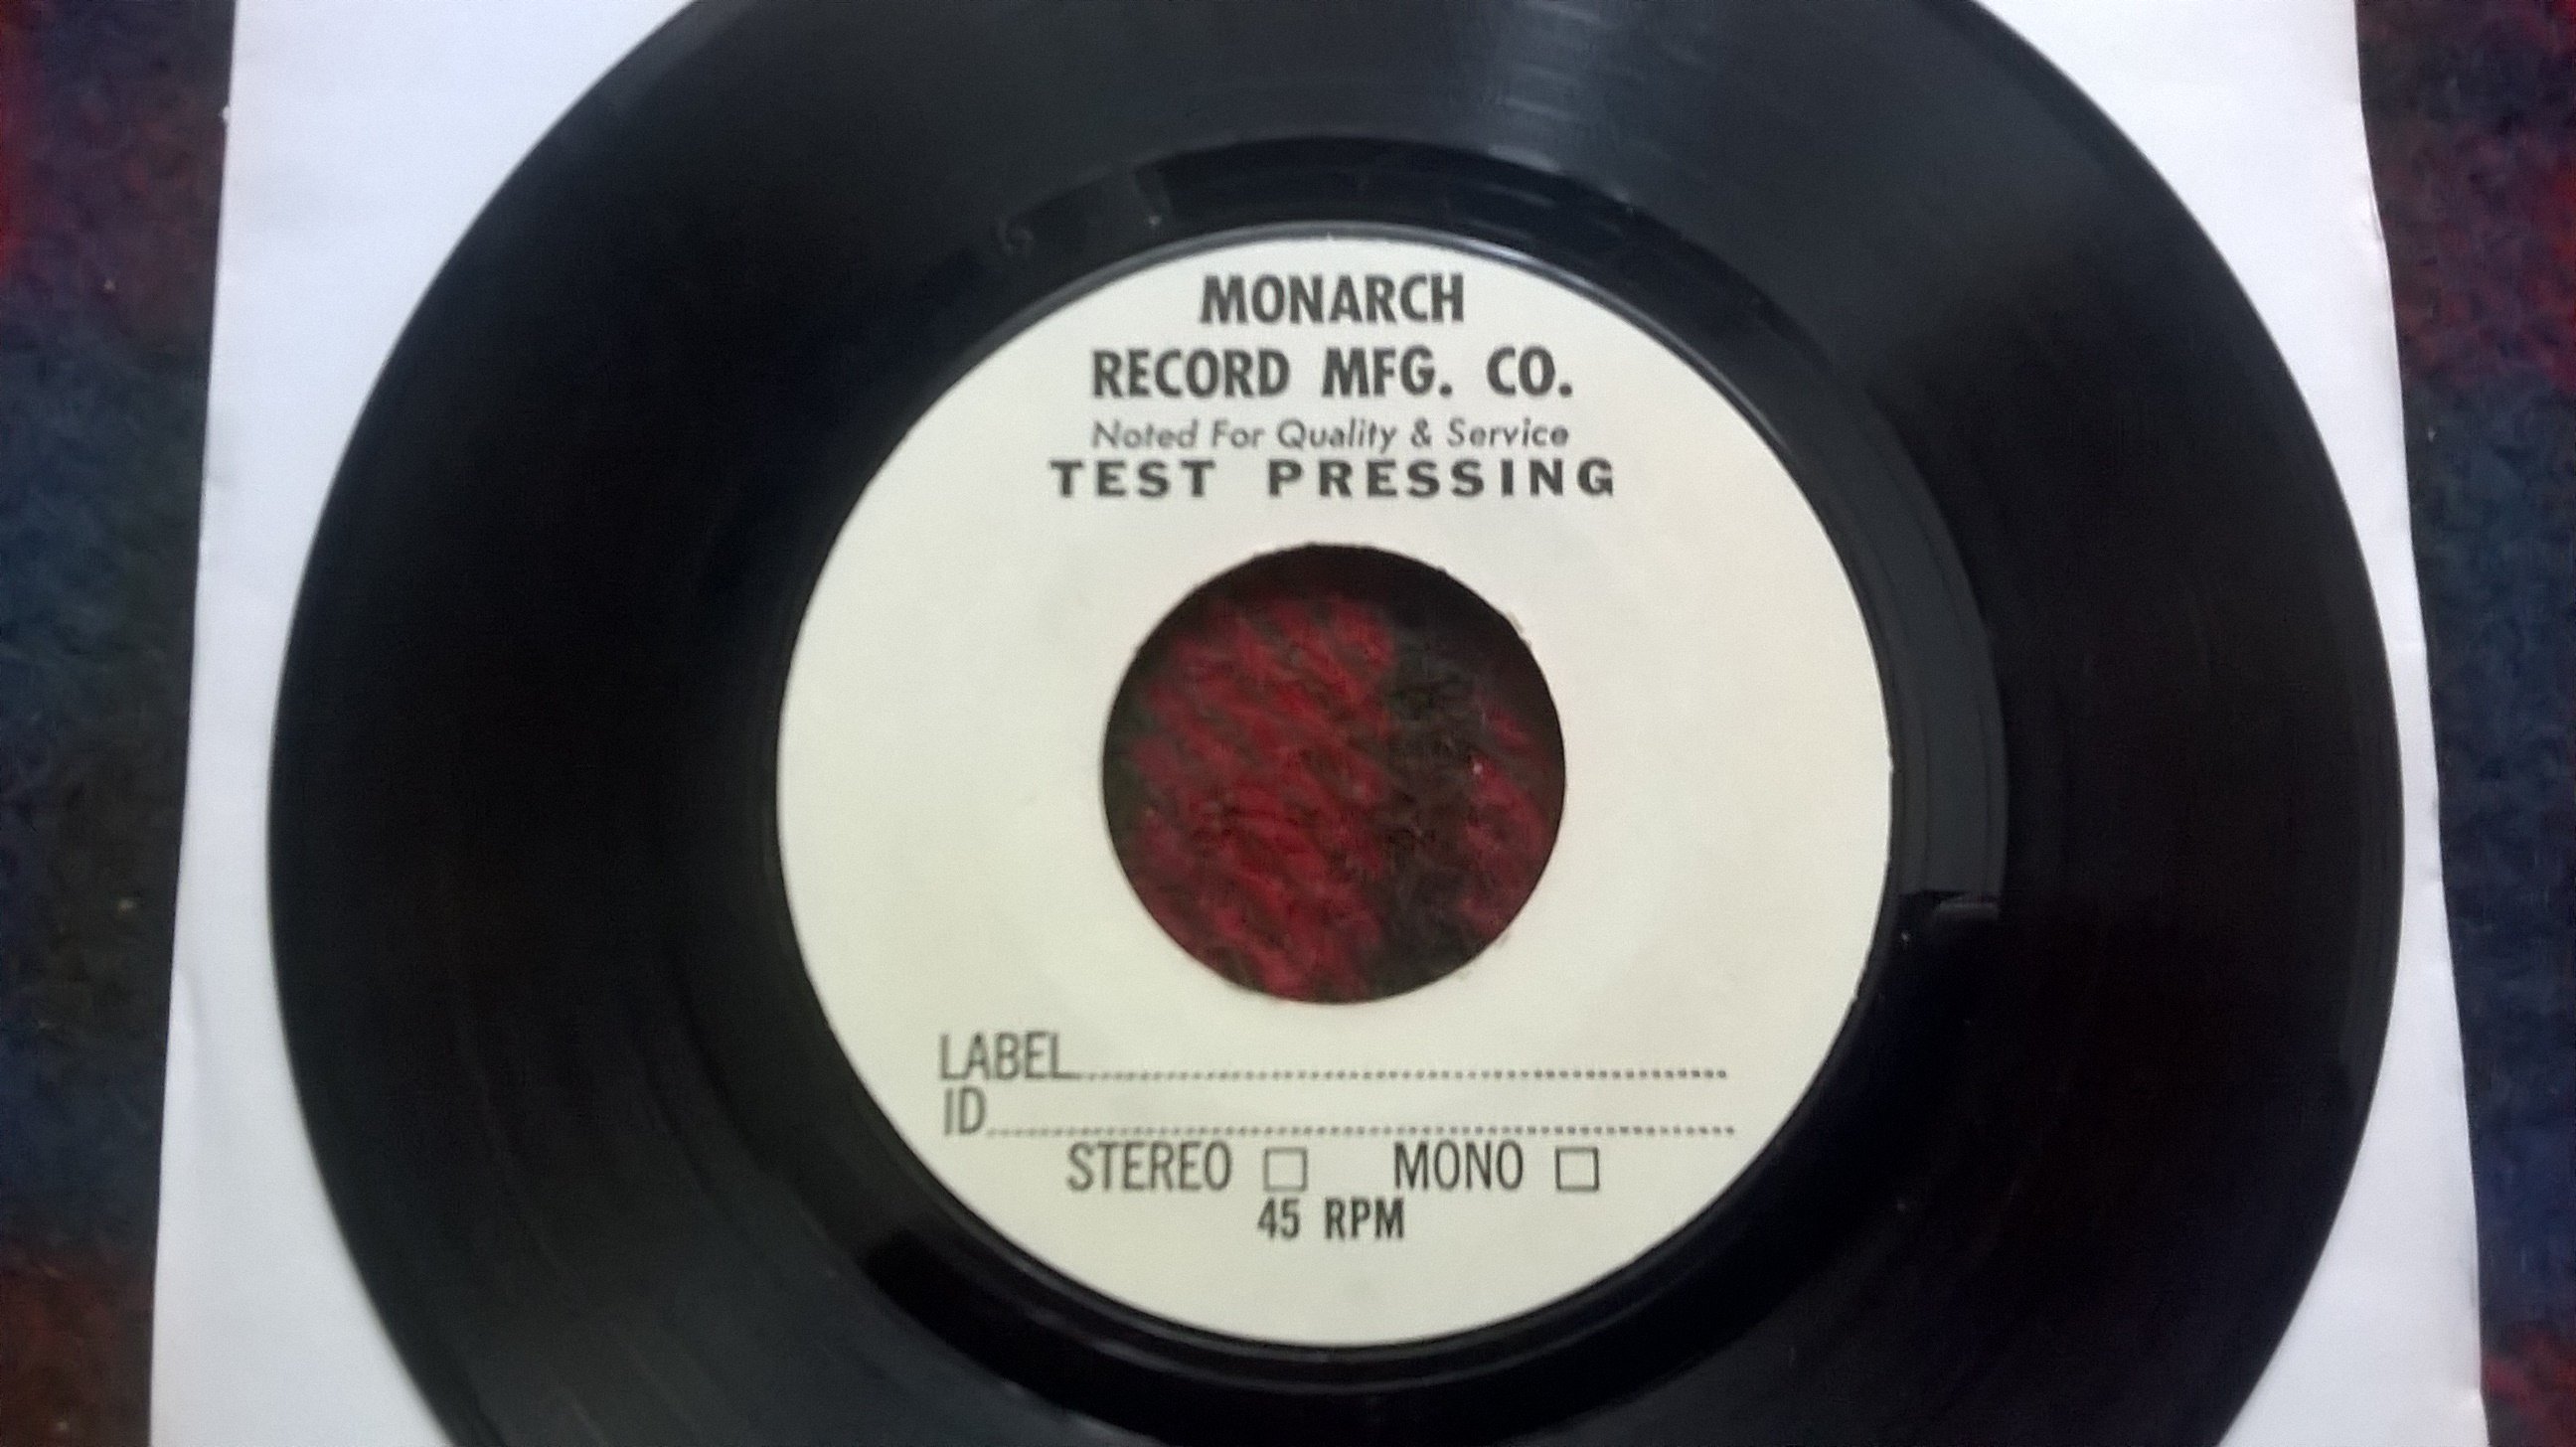 MONARCH
RECORD MFG. CO.
Noted For Quality & Service
TEST PRESSING
LABEL
ID
STEREO □ MONO □
45 RPM